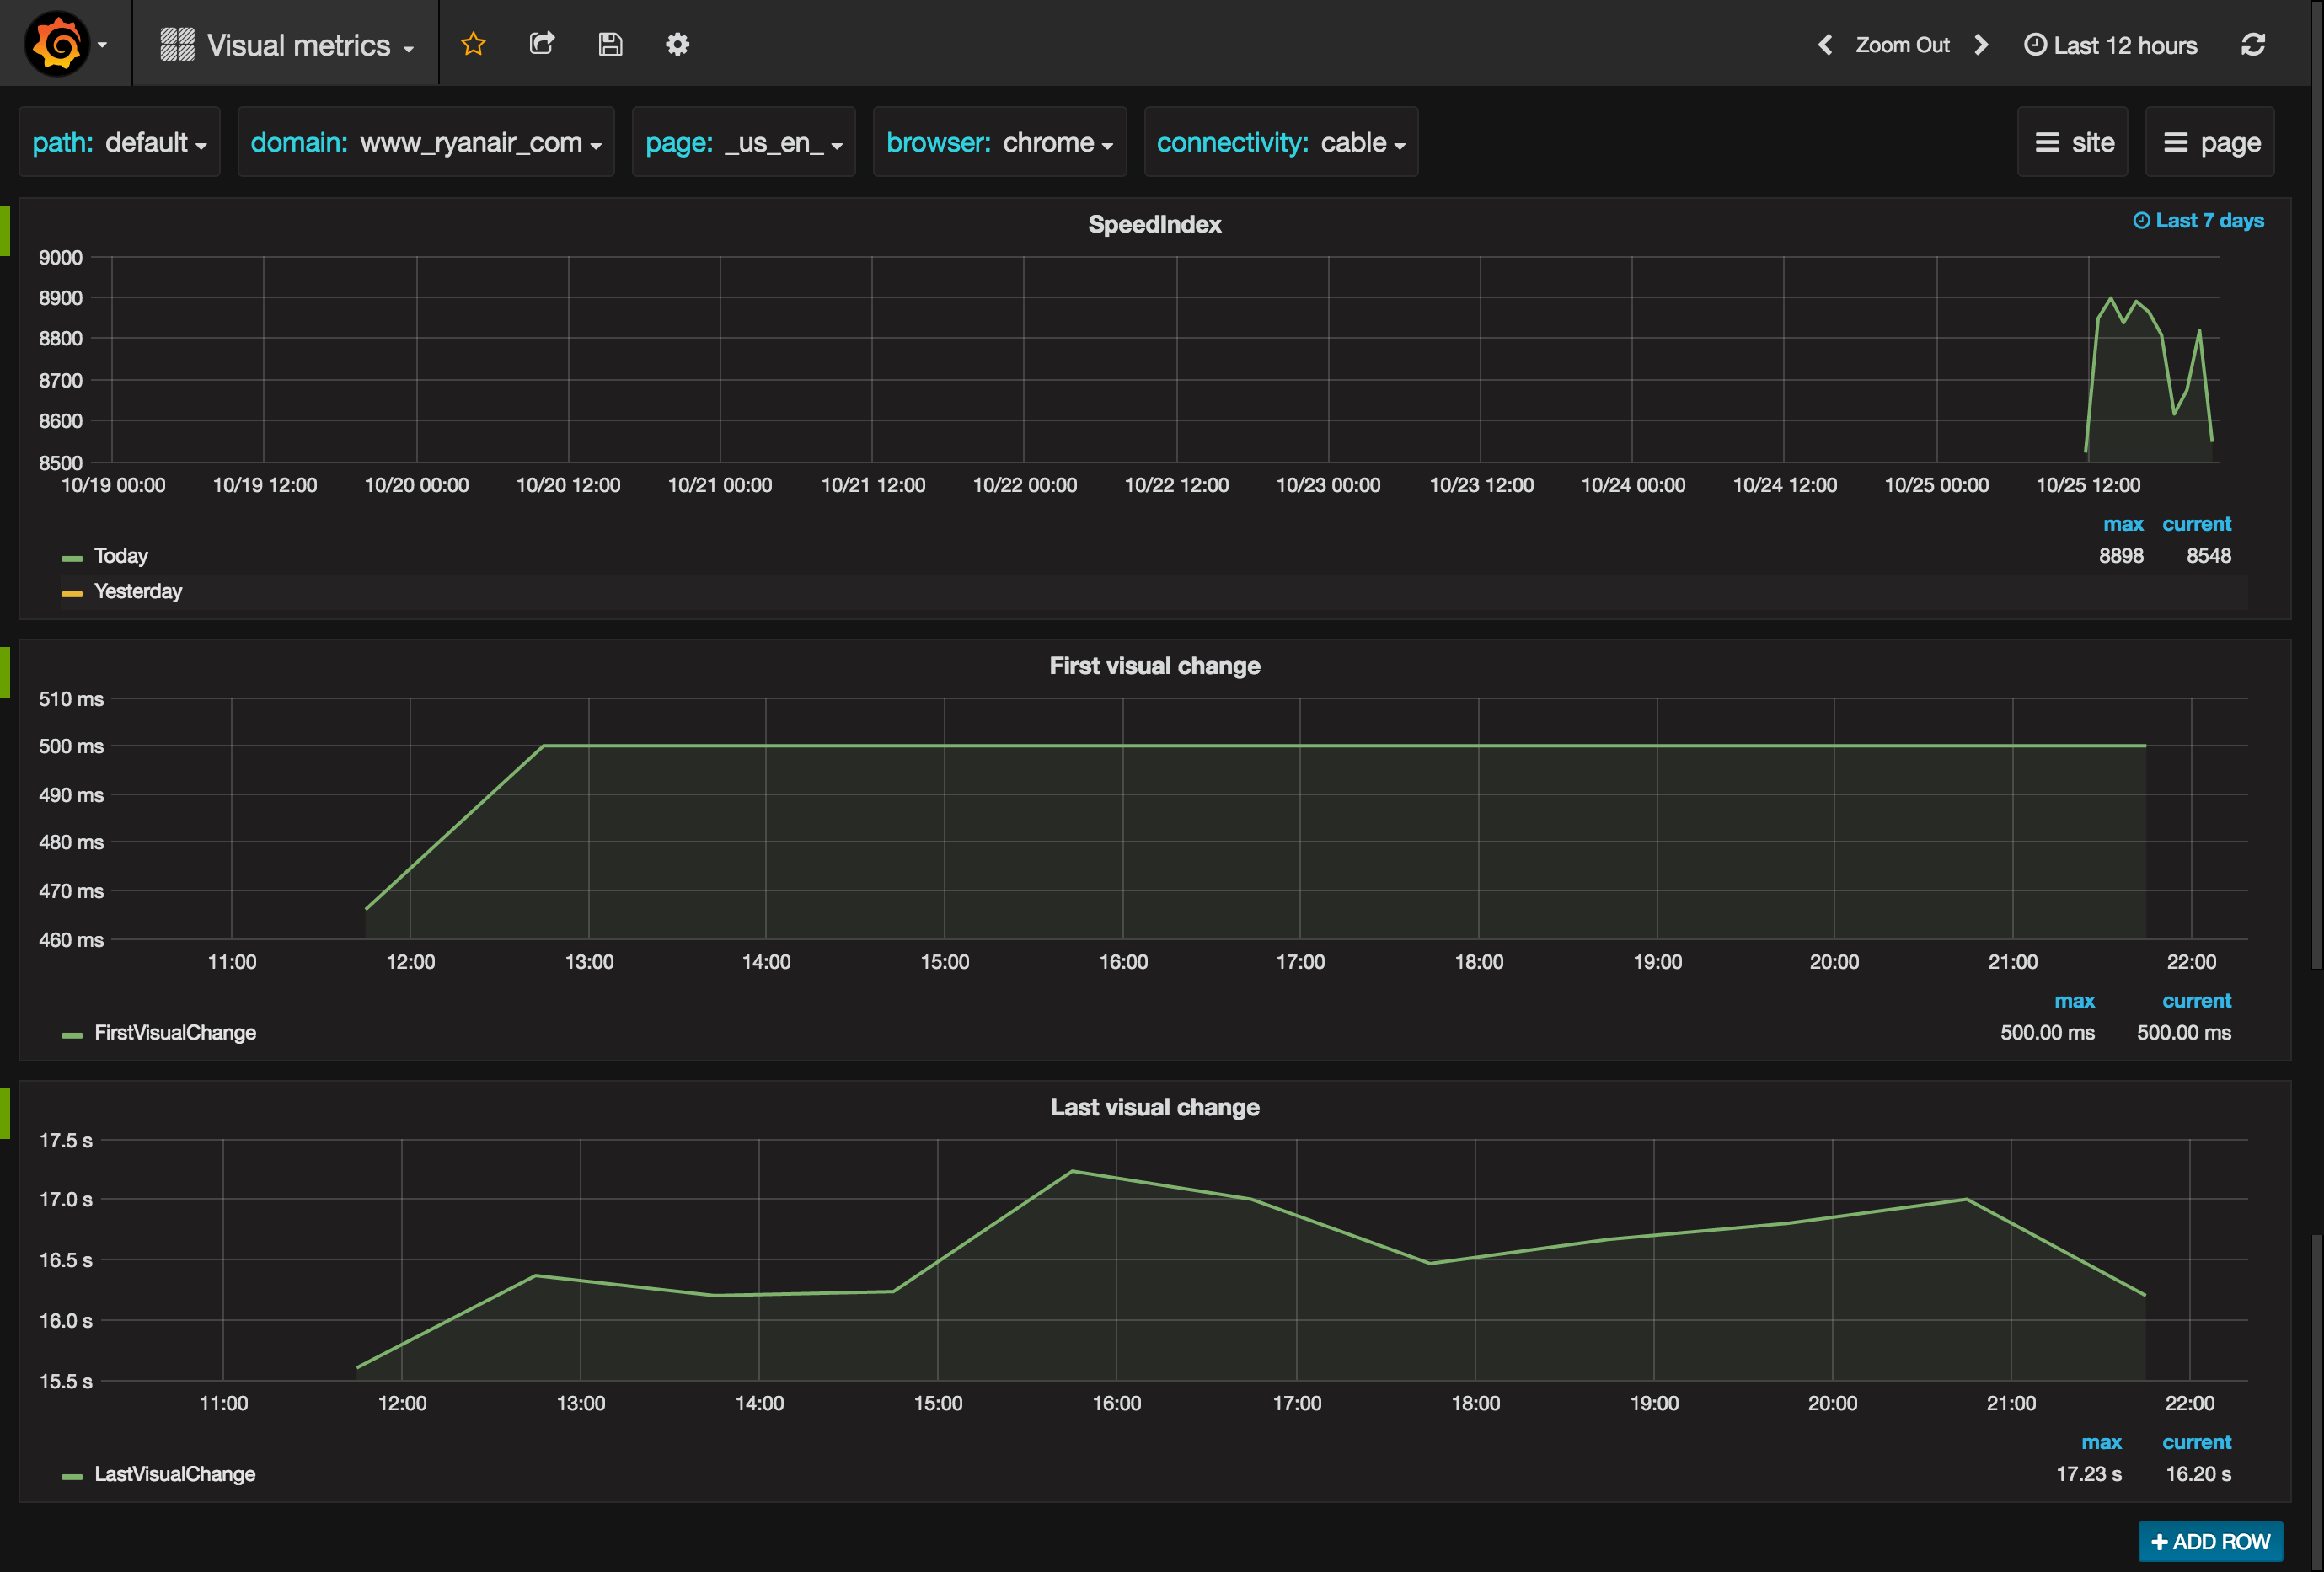 Visual metrics
Zoom Out
Last 12 hours
path: default
domain: www_ryanair_com
page: _us_en_
browser: chrome
connectivity: cable
site
page
SpeedIndex
Last 7 days
9000
8900
8800
8700
8600
8500
10/19 00:00 10/19 12:00 10/20 00:00 10/20 12:00 10/21 00:00 10/21 12:00 10/22 00:00 10/22 12:00 10/23 00:00 10/23 12:00 10/24 00:00 10/24 12:00 10/25 00:00 10/25 12:00
max current
Today 8898 8548
Yesterday
First visual change
510 ms
500 ms
490 ms
480 ms
470 ms
460 ms
11:00 12:00 13:00 14:00 15:00 16:00 17:00 18:00 19:00 20:00 21:00 22:00
max current
FirstVisualChange 500.00 ms 500.00 ms
Last visual change
17.5 s
17.0 s
16.5 s
16.0 s
15.5 s
11:00 12:00 13:00 14:00 15:00 16:00 17:00 18:00 19:00 20:00 21:00 22:00
max current
LastVisualChange 17.23 s 16.20 s
ADD ROW